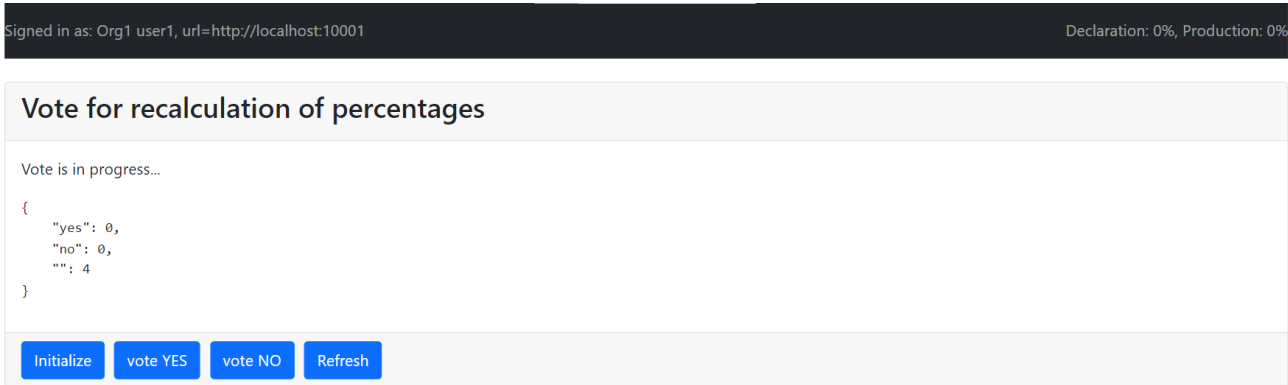 Signed in as: Org1 user1, url=http://localhost:10001
Declaration: 0%, Production: 0%
Vote for recalculation of percentages
Vote is in progress...
{
    "yes": 0,
    "no": 0,
    "": 4
}
Initialize
vote YES
vote NO
Refresh